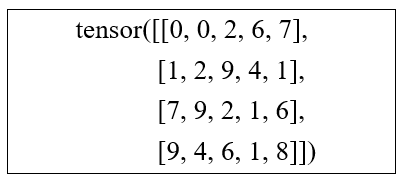 tensor([[0, 0, 2, 6, 7],
[1, 2, 9, 4, 1],
[7, 9, 2, 1, 6],
[9, 4, 6, 1, 8]])